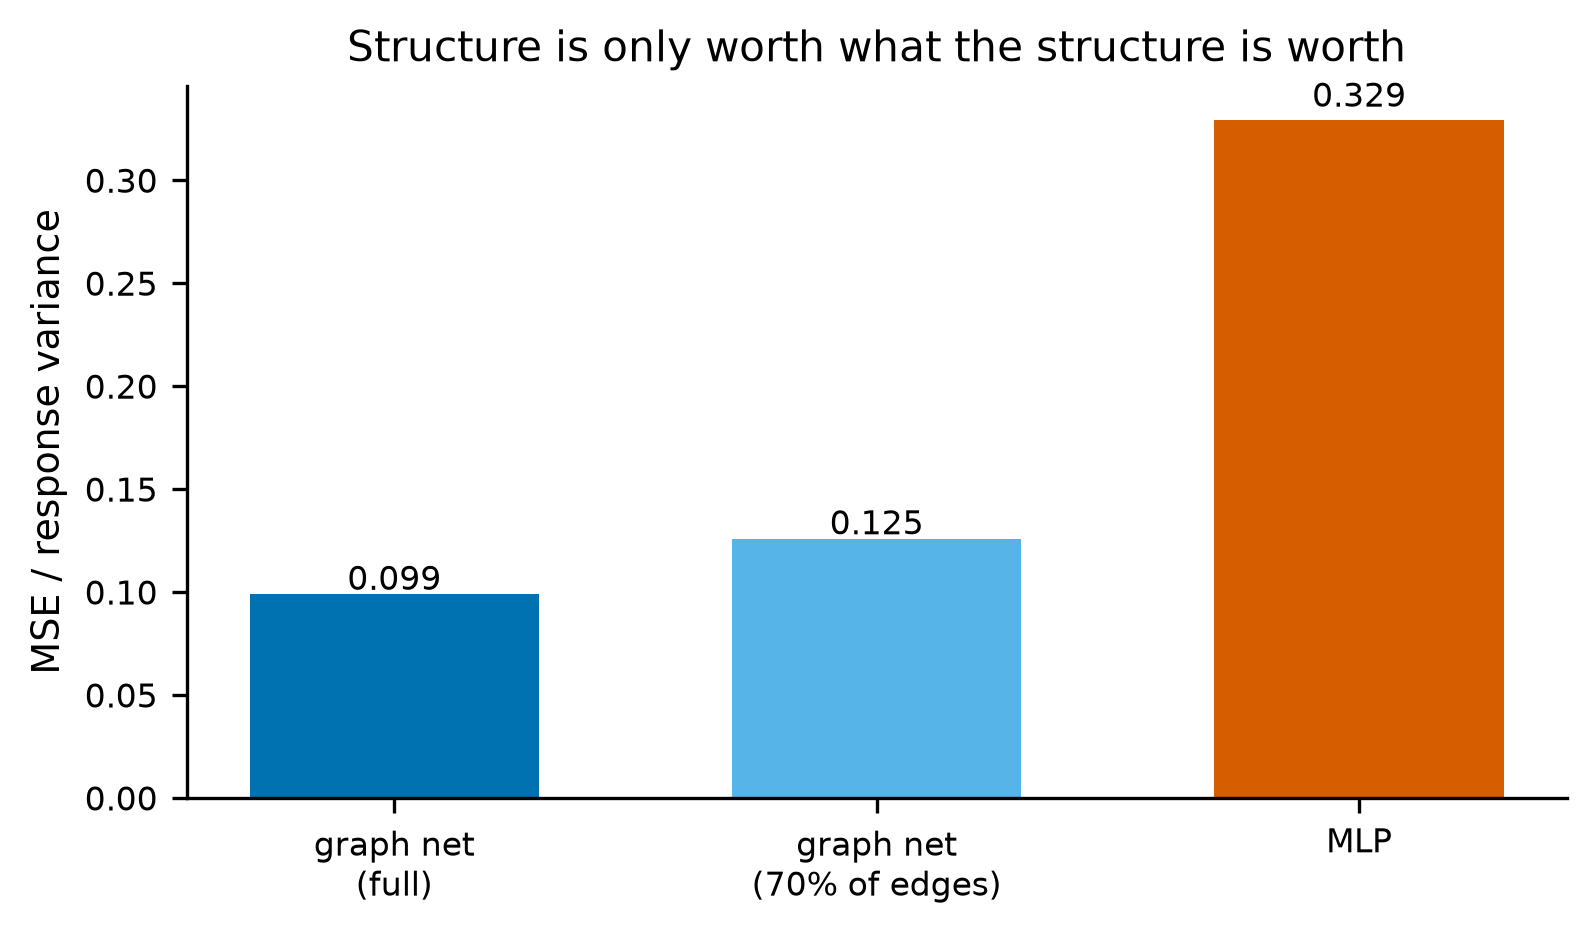 Structure is only worth what the structure is worth
MSE / response variance
0.30
0.25
0.20
0.15
0.10
0.05
0.00
0.099
0.125
0.329
graph net
(full)
graph net
(70% of edges)
MLP